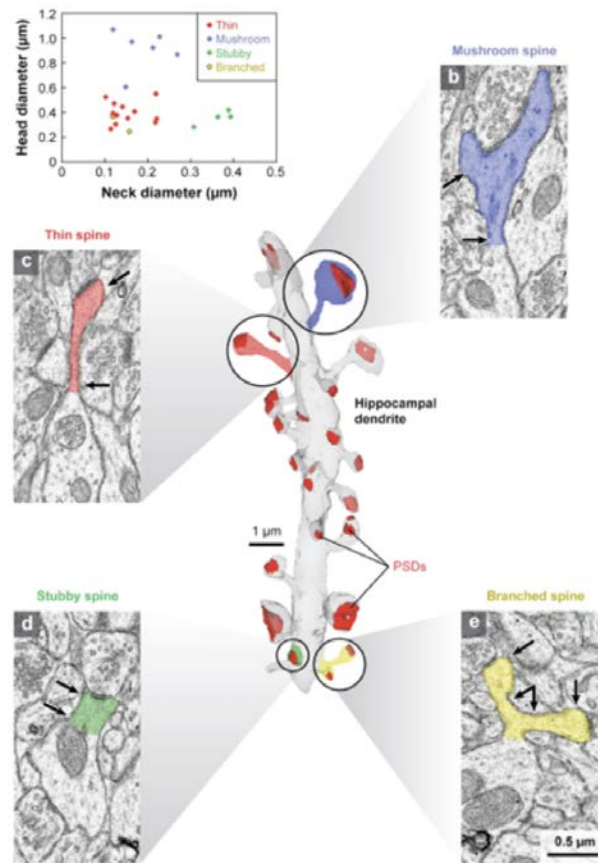 Head diameter (µm)
1.2
1.0
0.8
0.6
0.4
0.2
0
0
0.1
0.2
0.3
0.4
0.5
Neck diameter (µm)
Thin
Mushroom
Stubby
Branched
Mushroom spine
b
Thin spine
c
Hippocampal
dendrite
1 µm
PSDs
Stubby spine
d
Branched spine
e
0.5 µm